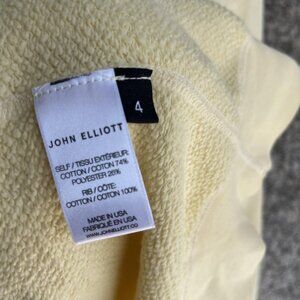 4
JOHN ELLIOTT
SELF / TISSU EXTÉRIEUR:
COTTON / COTON 74%
POLYESTER 26%
RIB / CÔTE:
COTTON / COTON 100%
MADE IN USA
FABRIQUÉ EN USA
WWW.JOHNELLIOTT.CO